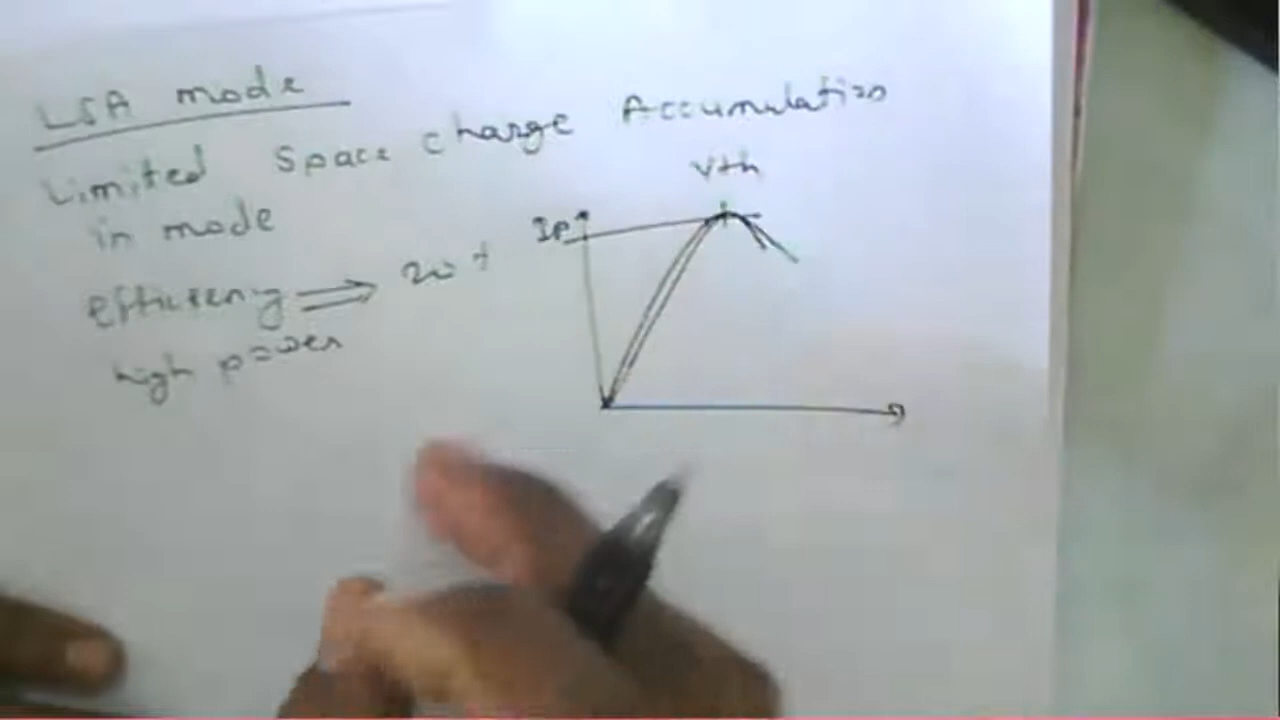 LSA mode
Limited Space charge Accumulation
in mode
efficiency ⇒ 20 +
high power
Vth
Ip